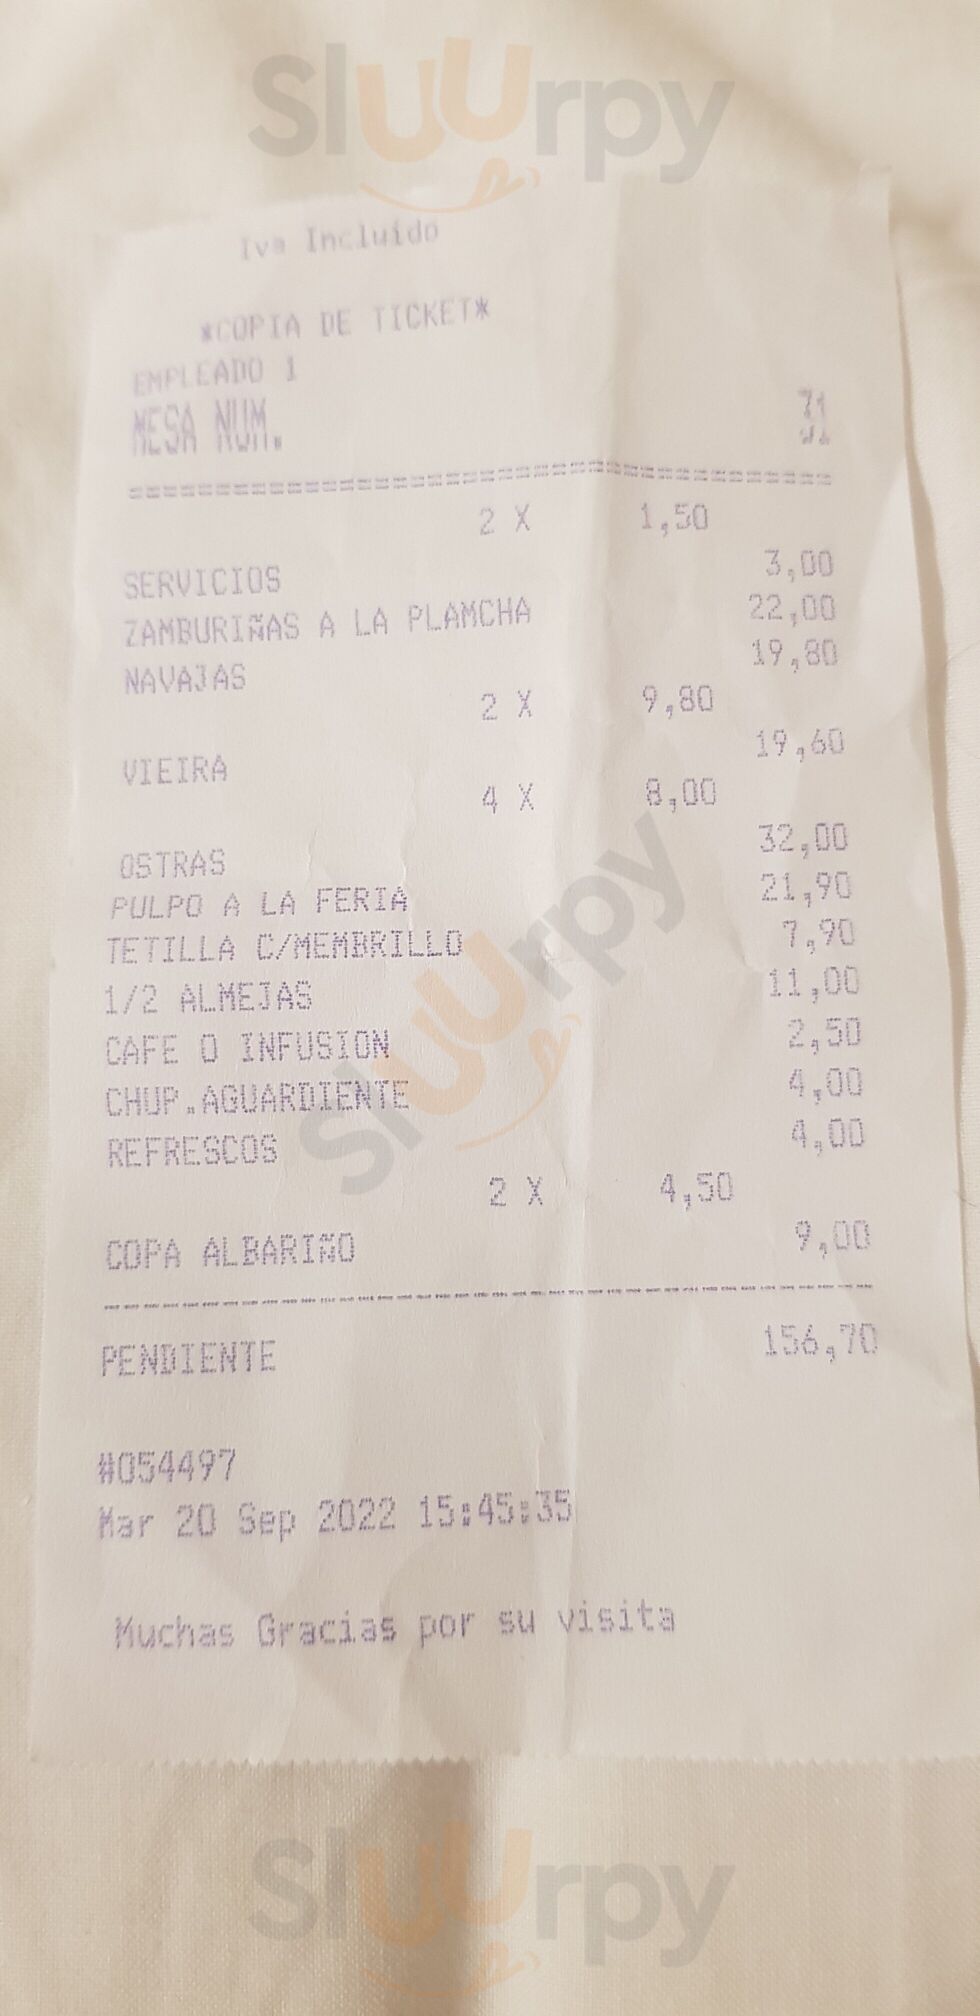 Sluurpy
Iva Incluido
*COPIA DE TICKET*
EMPLEADO 1
MESA NUM.
2 X 1,50
SERVICIOS 3,00
ZAMBURIÑAS A LA PLAMCHA 22,00
NAVAJAS 19,80
2 X 9,80
VIEIRA 19,60
4 X 8,00
OSTRAS 32,00
PULPO A LA FERIA 21,90
TETILLA C/MEMBRILLO 7,90
1/2 ALMEJAS 11,00
CAFE O INFUSION 2,50
CHUP.AGUARDIENTE 4,00
REFRESCOS 4,00
2 X 4,50
COPA ALBARIÑO 9,00
PENDIENTE 156,70
#054497
Mar 20 Sep 2022 15:45:35
Muchas Gracias por su visita
Sluurpy
Sluurpy